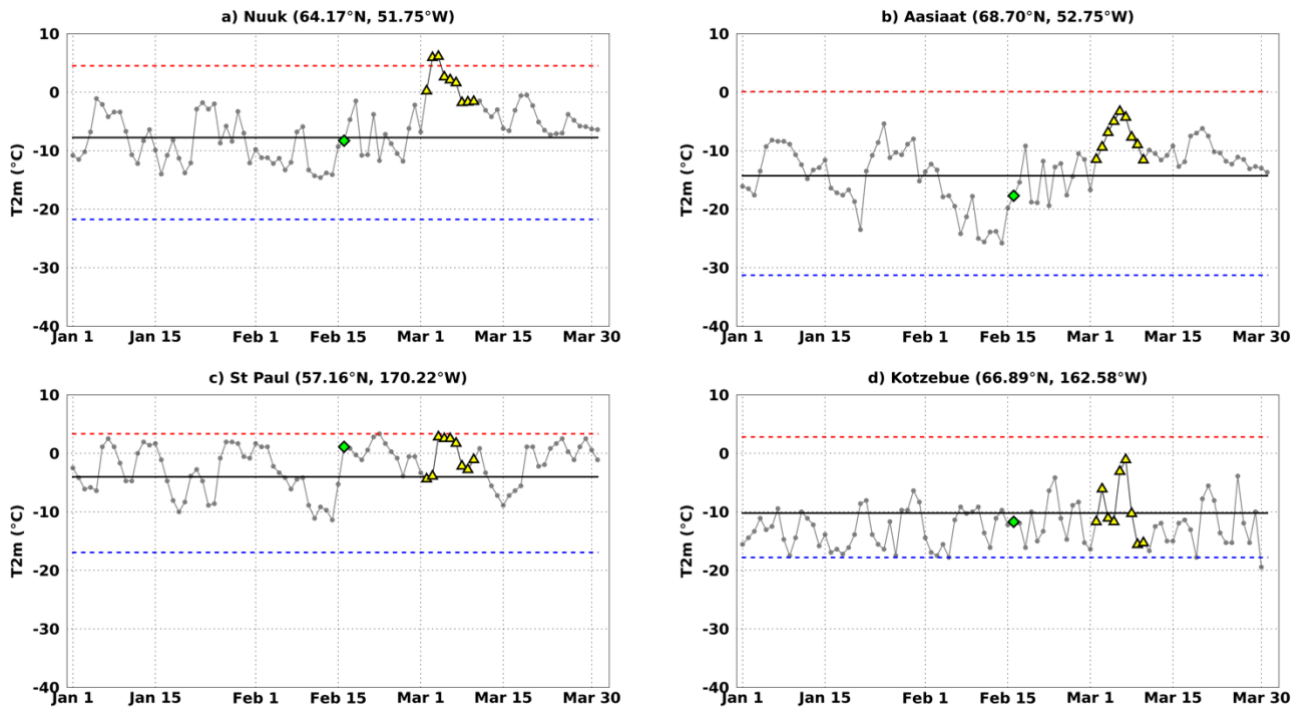 a) Nuuk (64.17°N, 51.75°W)
T2m (°C)
10
0
-10
-20
-30
-40
Jan 1 Jan 15 Feb 1 Feb 15 Mar 1 Mar 15 Mar 30
b) Aasiaat (68.70°N, 52.75°W)
T2m (°C)
10
0
-10
-20
-30
-40
Jan 1 Jan 15 Feb 1 Feb 15 Mar 1 Mar 15 Mar 30
c) St Paul (57.16°N, 170.22°W)
T2m (°C)
10
0
-10
-20
-30
-40
Jan 1 Jan 15 Feb 1 Feb 15 Mar 1 Mar 15 Mar 30
d) Kotzebue (66.89°N, 162.58°W)
T2m (°C)
10
0
-10
-20
-30
-40
Jan 1 Jan 15 Feb 1 Feb 15 Mar 1 Mar 15 Mar 30